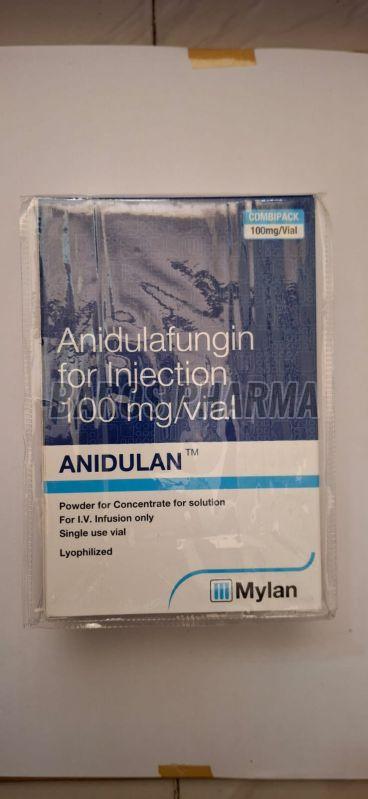 COMBIPACK
100mg/Vial
Anidulafungin
for Injection
100 mg/vial
ANIDULAN™
Powder for Concentrate for solution
For I.V. Infusion only
Single use vial
Lyophilized
Mylan